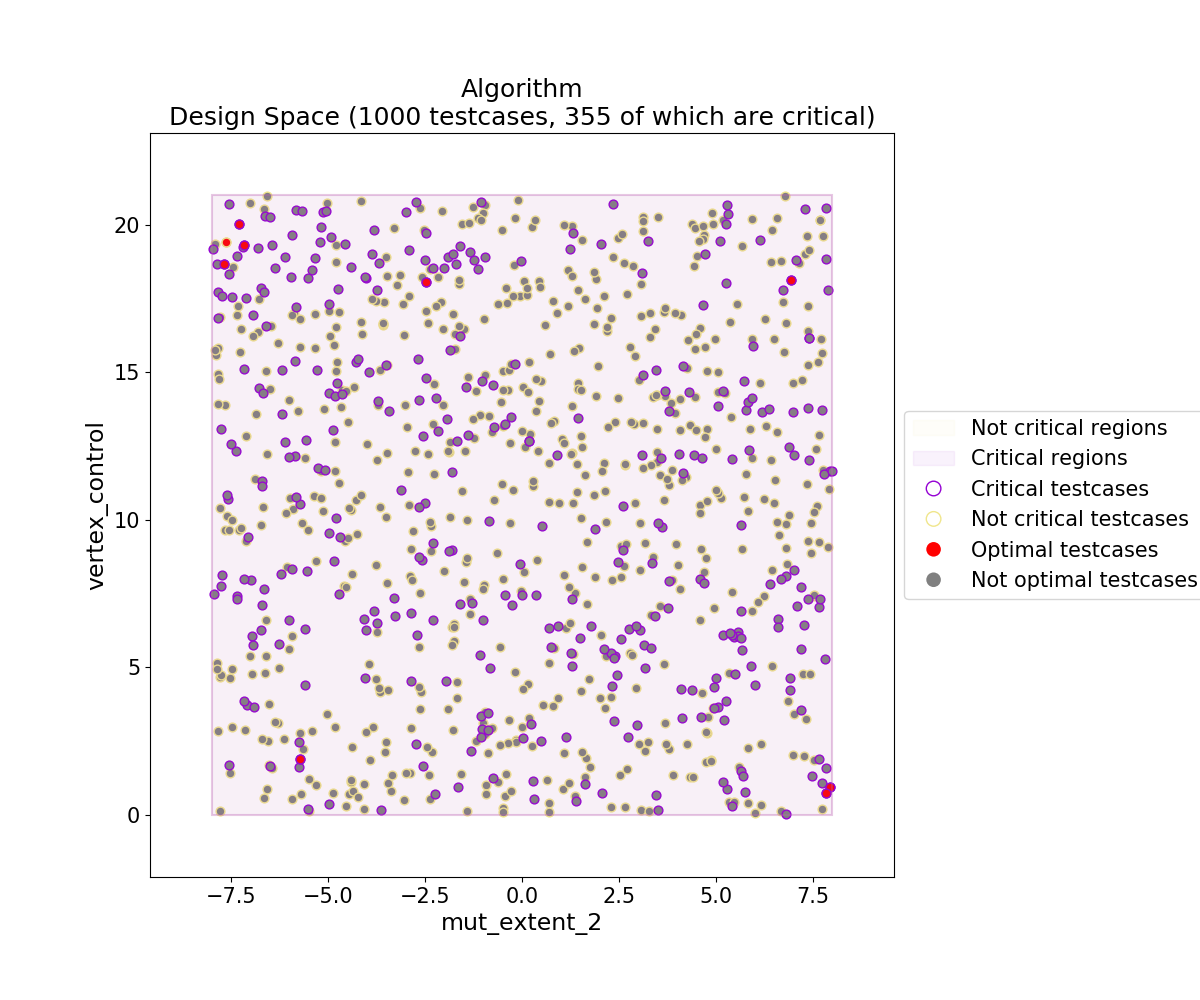 Algorithm
Design Space (1000 testcases, 355 of which are critical)
20
15
10
5
0
vertex_control
−7.5
−5.0
−2.5
0.0
2.5
5.0
7.5
mut_extent_2
Not critical regions
Critical regions
Critical testcases
Not critical testcases
Optimal testcases
Not optimal testcases